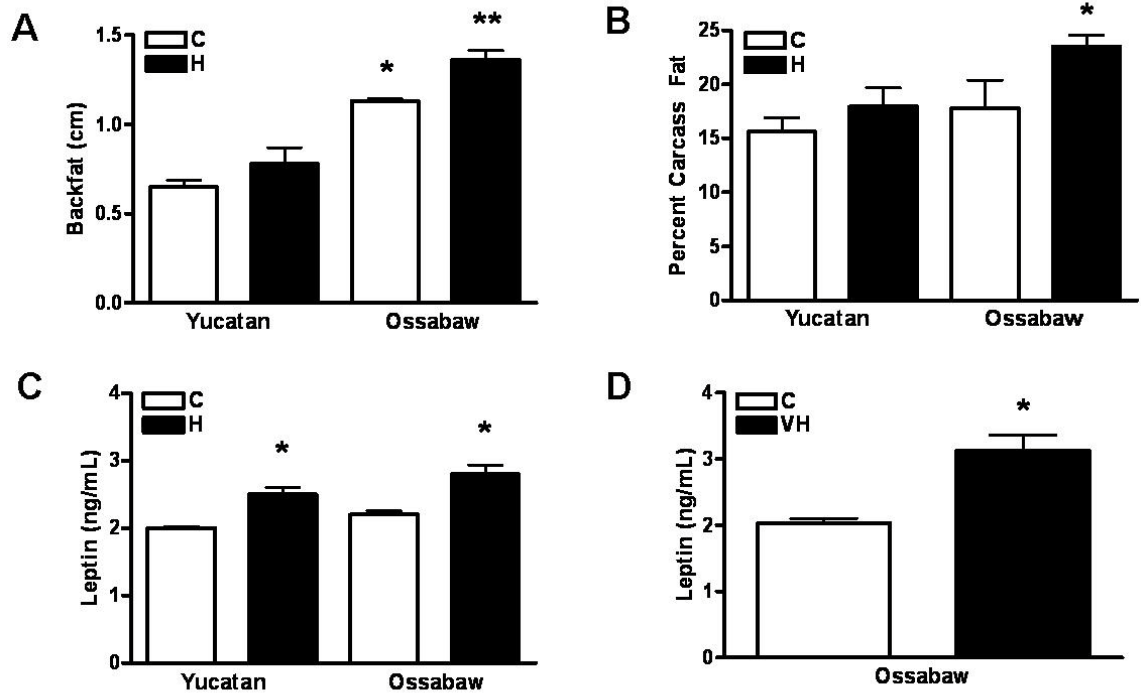 A
Backfat (cm)
1.5
1.0
0.5
0.0
C
H
*
**
Yucatan Ossabaw
B
Percent Carcass Fat
25
20
15
10
5
0
C
H
*
Yucatan Ossabaw
C
Leptin (ng/mL)
4
3
2
1
0
C
H
*
*
Yucatan Ossabaw
D
Leptin (ng/mL)
4
3
2
1
0
C
VH
*
Ossabaw